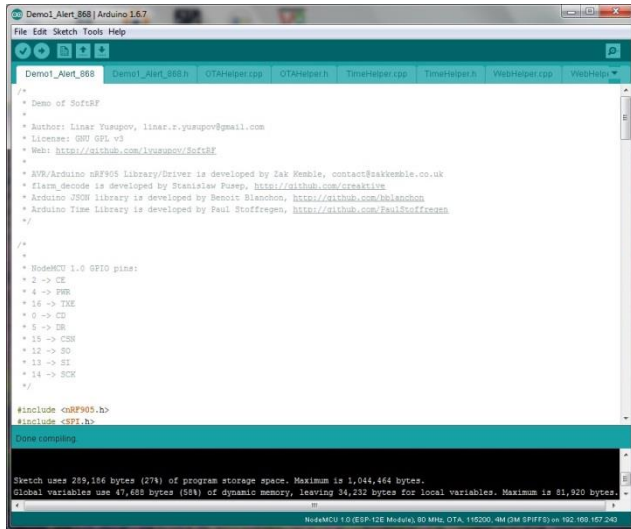 Demo1_Alert_868 | Arduino 1.6.7
File Edit Sketch Tools Help
Demo1_Alert_868 Demo1_Alert_868.h OTAHelper.cpp OTAHelper.h TimeHelper.cpp TimeHelper.h WebHelper.cpp WebHelpe
/*
* Demo of SoftRF
*
* Author: Linar Yusupov, linar.r.yusupov@gmail.com
* License: GNU GPL v3
* Web: http://github.com/lyusupov/SoftRF
*
* AVR/Arduino nRF905 Library/Driver is developed by Zak Kemble, contact@zakkemble.co.uk
* flarm_decode is developed by Stanislaw Pusep, http://github.com/creaktive
* Arduino JSON library is developed by Benoit Blanchon, http://github.com/bblanchon
* Arduino Time Library is developed by Paul Stoffregen, http://github.com/PaulStoffregen
*/
/*
*
* NodeMCU 1.0 GPIO pins:
* 2 -> CE
* 4 -> PWR
* 16 -> TXE
* 0 -> CD
* 5 -> DR
* 15 -> CSN
* 12 -> SO
* 13 -> SI
* 14 -> SCK
*/
#include <nRF905.h>
#include <SPI.h>
Done compiling.
Sketch uses 289,186 bytes (27%) of program storage space. Maximum is 1,044,464 bytes.
Global variables use 47,688 bytes (58%) of dynamic memory, leaving 34,232 bytes for local variables. Maximum is 81,920 bytes.
NodeMCU 1.0 (ESP-12E Module), 80 MHz, OTA, 115200, 4M (3M SPIFFS) on 192.168.157.243